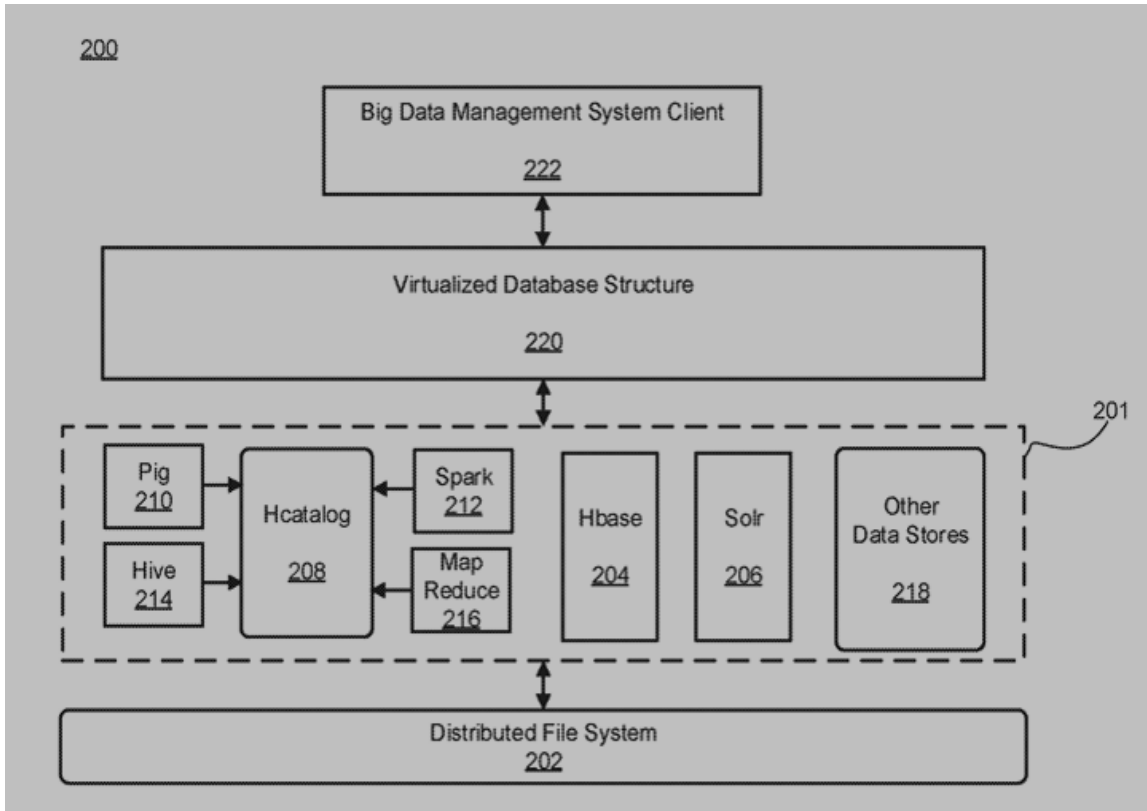 200
Big Data Management System Client
222
Virtualized Database Structure
220
201
Pig
210
Hive
214
Hcatalog
208
Spark
212
Map
Reduce
216
Hbase
204
Solr
206
Other
Data Stores
218
Distributed File System
202